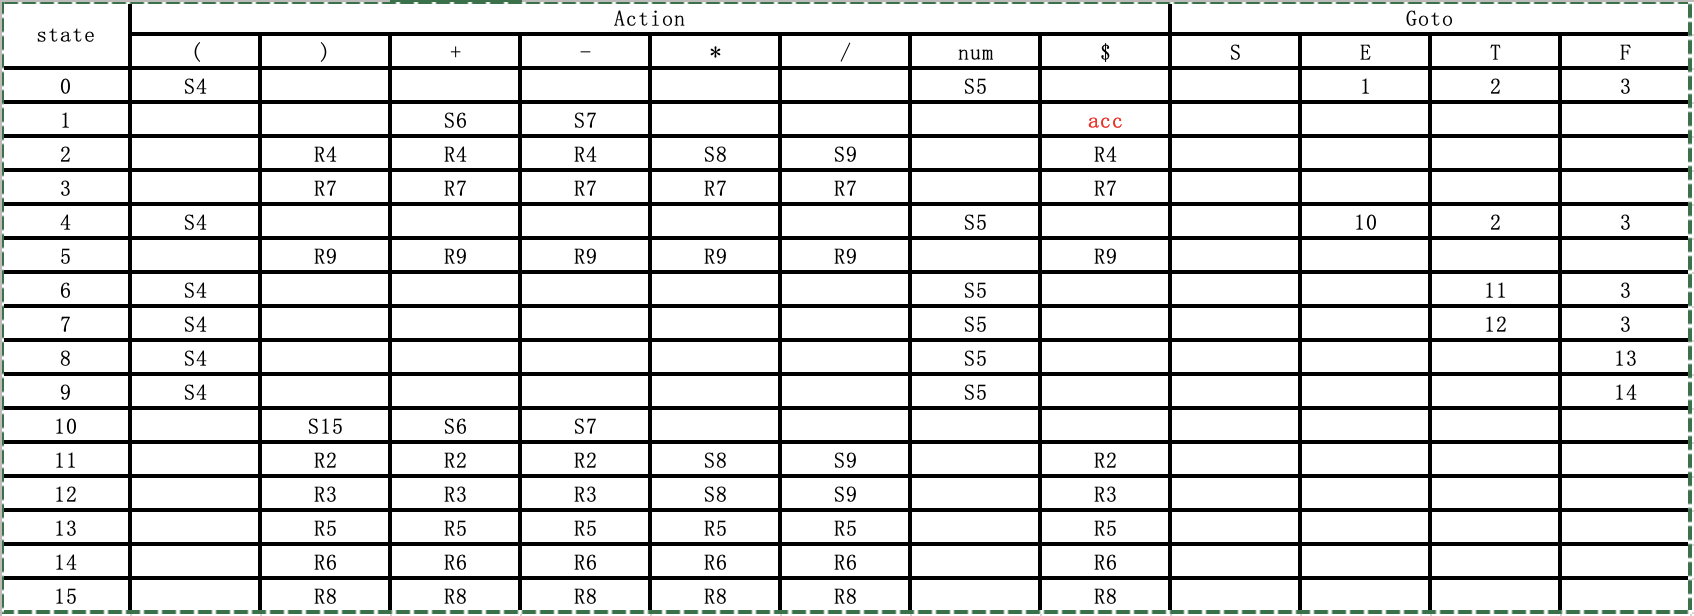 state Action Goto
( ) + - * / num $ S E T F
0 S4 S5 1 2 3
1 S6 S7 acc
2 R4 R4 R4 S8 S9 R4
3 R7 R7 R7 R7 R7 R7
4 S4 S5 10 2 3
5 R9 R9 R9 R9 R9 R9
6 S4 S5 11 3
7 S4 S5 12 3
8 S4 S5 13
9 S4 S5 14
10 S15 S6 S7
11 R2 R2 R2 S8 S9 R2
12 R3 R3 R3 S8 S9 R3
13 R5 R5 R5 R5 R5 R5
14 R6 R6 R6 R6 R6 R6
15 R8 R8 R8 R8 R8 R8